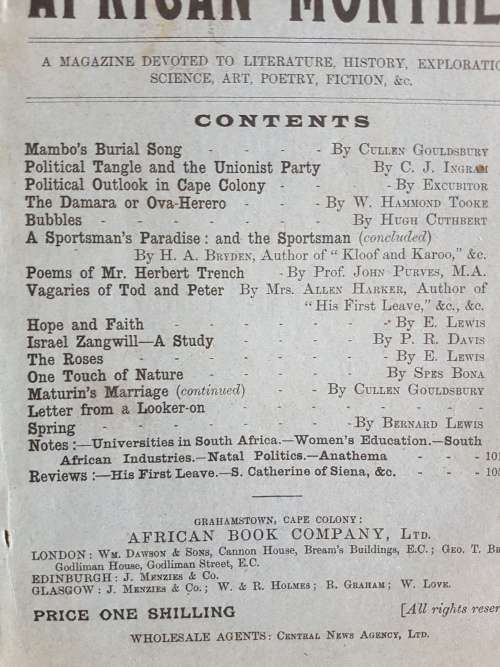 AFRICAN MONTHL
A MAGAZINE DEVOTED TO LITERATURE, HISTORY, EXPLORATIO
SCIENCE, ART, POETRY, FICTION, &c.
CONTENTS
Mambo's Burial Song - - - - By CULLEN GOULDSBURY
Political Tangle and the Unionist Party By C. J. INGRAM
Political Outlook in Cape Colony - - - - By EXCUBITOR
The Damara or Ova-Herero - - - By W. HAMMOND TOOKE
Bubbles - - - - - - - By HUGH CUTHBERT
A Sportsman's Paradise: and the Sportsman (concluded)
By H. A. BRYDEN, Author of "Kloof and Karoo," &c.
Poems of Mr. Herbert Trench - By Prof. JOHN PURVES, M.A.
Vagaries of Tod and Peter By Mrs. ALLEN HARKER, Author of
"His First Leave," &c., &c.
Hope and Faith - - - - - - By E. LEWIS
Israel Zangwill—A Study - - - - By P. R. DAVIS
The Roses - - - - - - - By E. LEWIS
One Touch of Nature - - - - - By SPES BONA
Maturin's Marriage (continued) - - By CULLEN GOULDSBURY
Letter from a Looker-on - - - - - - -
Spring - - - - - - - By BERNARD LEWIS
Notes:—Universities in South Africa.—Women's Education.—South
African Industries.—Natal Politics.—Anathema - - - 101
Reviews:—His First Leave.—S. Catherine of Siena, &c. - - -
GRAHAMSTOWN, CAPE COLONY:
AFRICAN BOOK COMPANY, LTD.
LONDON: WM. DAWSON & SONS, Cannon House, Bream's Buildings, E.C.; GEO. T. B
Godliman House, Godliman Street, E.C.
EDINBURGH: J. MENZIES & CO.
GLASGOW: J. MENZIES & CO.; W. & R. HOLMES; R. GRAHAM; W. LOVE.
PRICE ONE SHILLING [All rights reser
WHOLESALE AGENTS: CENTRAL NEWS AGENCY, LTD.